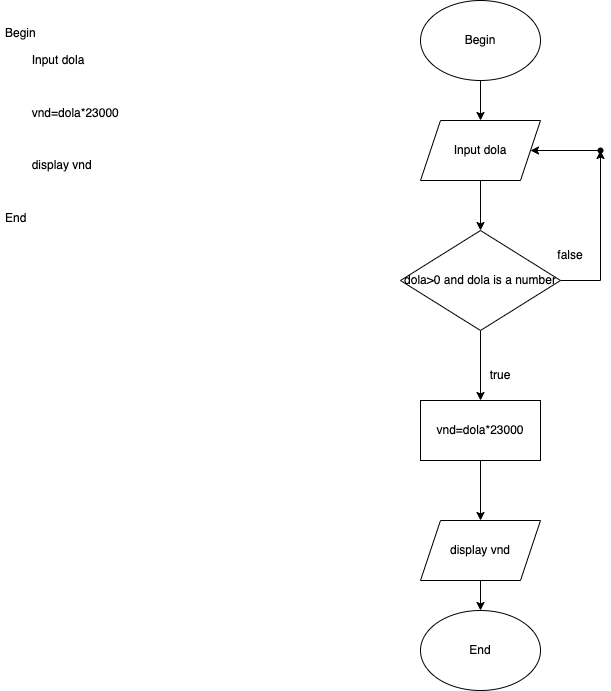 Begin
Input dola
vnd=dola*23000
display vnd
End
Begin
Input dola
false
dola>0 and dola is a number
true
vnd=dola*23000
display vnd
End